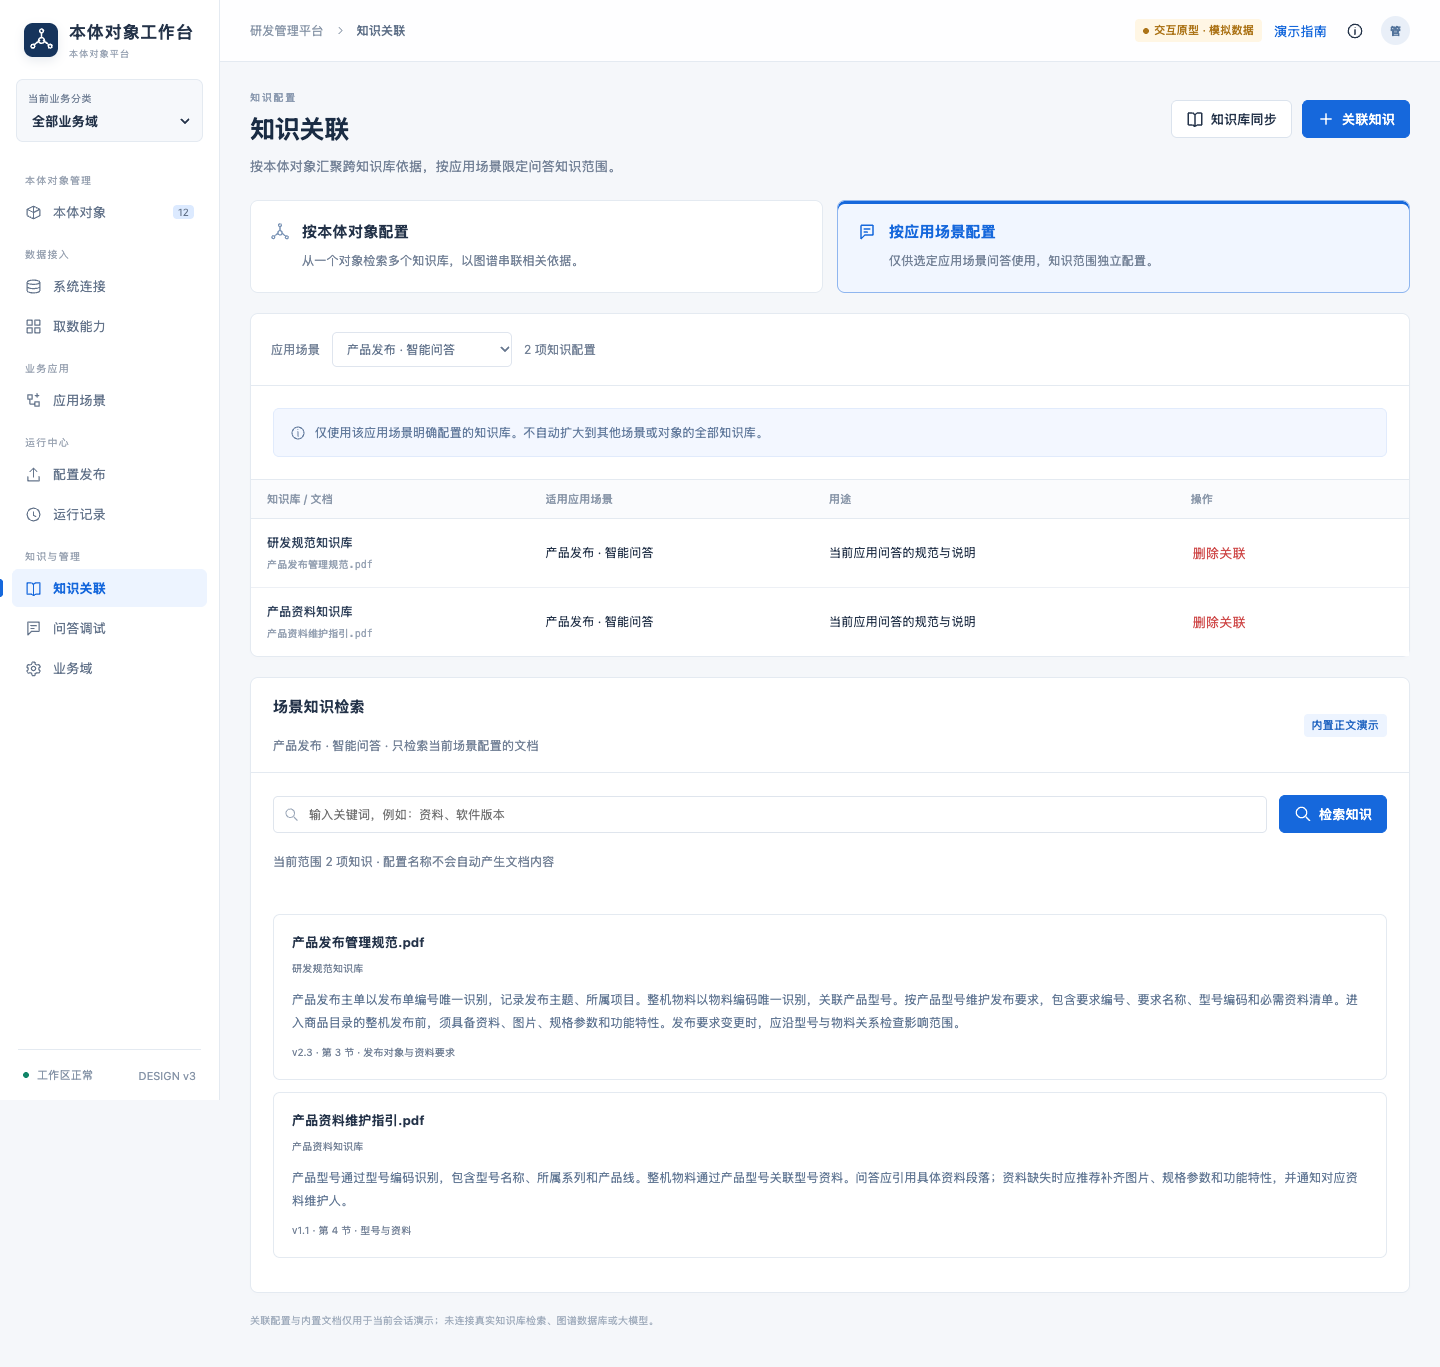 本体对象工作台
本体对象平台
当前业务分类
全部业务域
本体对象管理
本体对象 12
数据接入
系统连接
取数能力
业务应用
应用场景
运行中心
配置发布
运行记录
知识与管理
知识关联
问答调试
业务域
工作区正常 DESIGN v3
研发管理平台 > 知识关联
交互原型 · 模拟数据 演示指南 管
知识配置
知识关联
按本体对象汇聚跨知识库依据，按应用场景限定问答知识范围。
知识库同步 + 关联知识
按本体对象配置
从一个对象检索多个知识库，以图谱串联相关依据。
按应用场景配置
仅供选定应用场景问答使用，知识范围独立配置。
应用场景 产品发布 · 智能问答 2 项知识配置
仅使用该应用场景明确配置的知识库。不自动扩大到其他场景或对象的全部知识库。
知识库 / 文档 适用应用场景 用途 操作
研发规范知识库
产品发布管理规范.pdf
产品发布 · 智能问答 当前应用问答的规范与说明 删除关联
产品资料知识库
产品资料维护指引.pdf
产品发布 · 智能问答 当前应用问答的规范与说明 删除关联
场景知识检索
产品发布 · 智能问答 · 只检索当前场景配置的文档
内置正文演示
输入关键词，例如：资料、软件版本
检索知识
当前范围 2 项知识 · 配置名称不会自动产生文档内容
产品发布管理规范.pdf
研发规范知识库
产品发布主单以发布单编号唯一识别，记录发布主题、所属项目。整机物料以物料编码唯一识别，关联产品型号。按产品型号维护发布要求，包含要求编号、要求名称、型号编码和必需资料清单。进
入商品目录的整机发布前，须具备资料、图片、规格参数和功能特性。发布要求变更时，应沿型号与物料关系检查影响范围。
v2.3 · 第 3 节 · 发布对象与资料要求
产品资料维护指引.pdf
产品资料知识库
产品型号通过型号编码识别，包含型号名称、所属系列和产品线。整机物料通过产品型号关联型号资料。问答应引用具体资料段落；资料缺失时应推荐补齐图片、规格参数和功能特性，并通知对应资
料维护人。
v1.1 · 第 4 节 · 型号与资料
关联配置与内置文档仅用于当前会话演示；未连接真实知识库检索、图谱数据库或大模型。